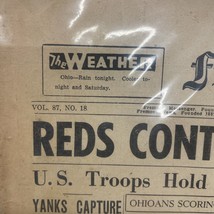 The WEATHER
Ohio—Rain tonight. Cooler to-
night and Saturday.
F
VOL. 87, NO. 18
REDS CONT
U.S. Troops Hold
YANKS CAPTURE
OHIOANS SCORIN